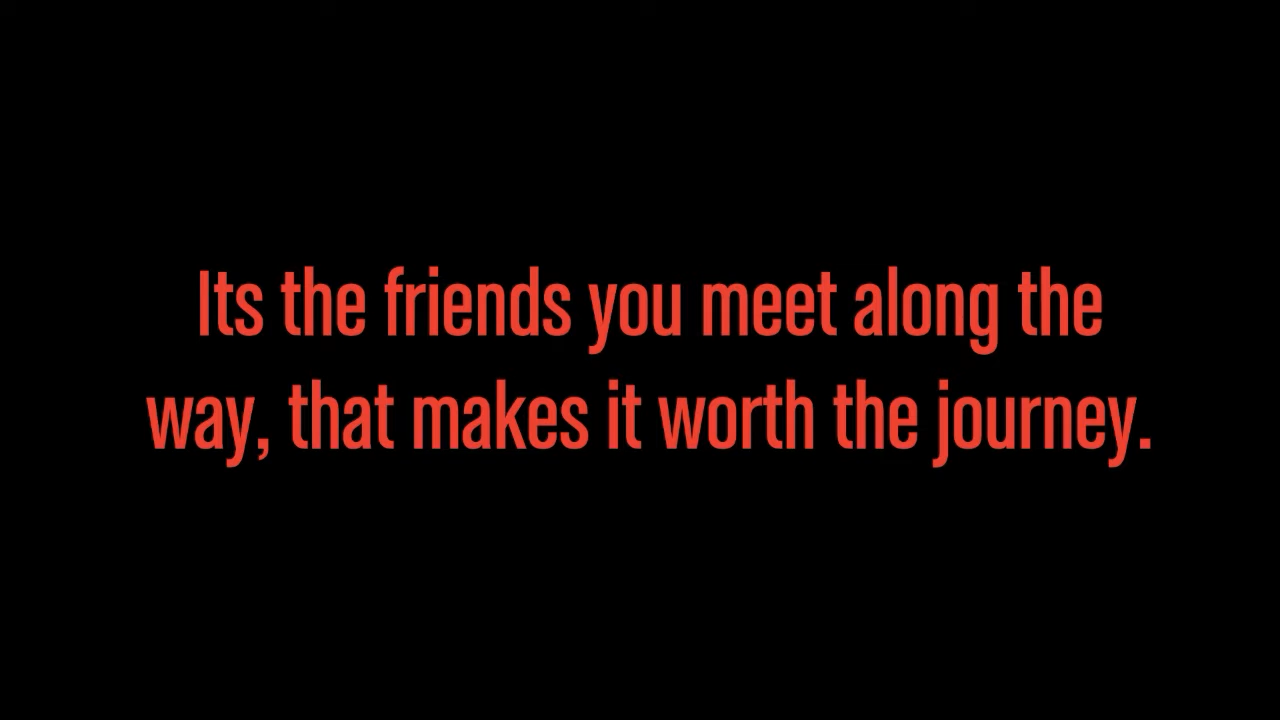 Its the friends you meet along the
way, that makes it worth the journey.